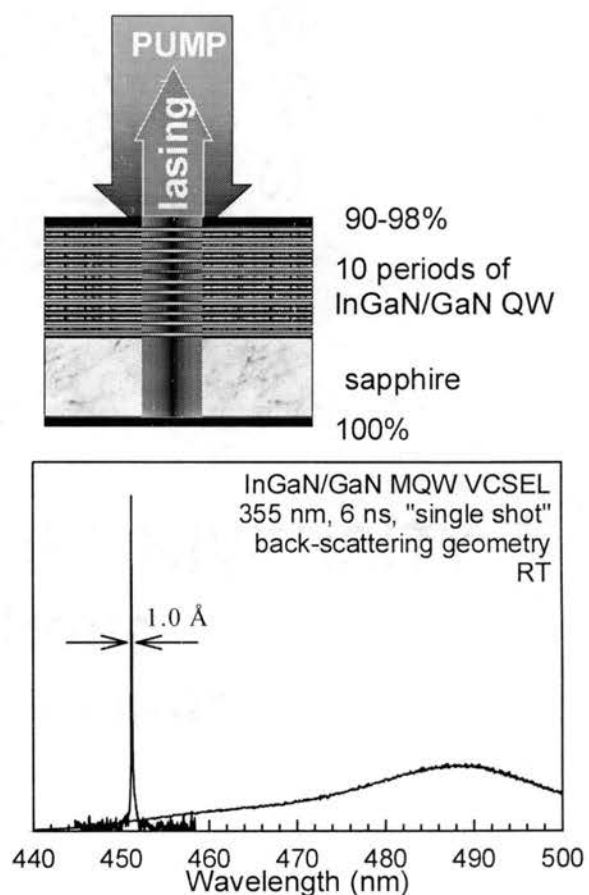 PUMP
lasing
90-98%
10 periods of
InGaN/GaN QW
sapphire
100%
InGaN/GaN MQW VCSEL
355 nm, 6 ns, "single shot"
back-scattering geometry
RT
1.0 Å
440 450 460 470 480 490 500
Wavelength (nm)